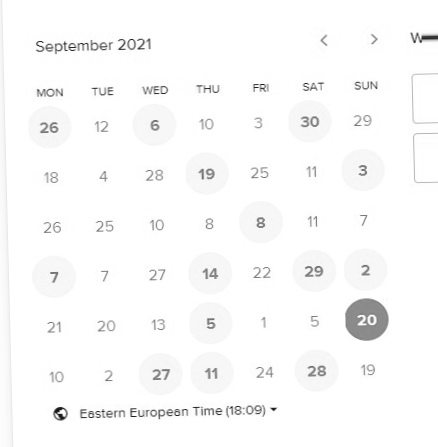 September 2021 < >
MON TUE WED THU FRI SAT SUN
26 12 6 10 3 30 29
18 4 28 19 25 11 3
26 25 10 8 8 11 7
7 7 27 14 22 29 2
21 20 13 5 1 5 20
10 2 27 11 24 28 19
Eastern European Time (18:09)